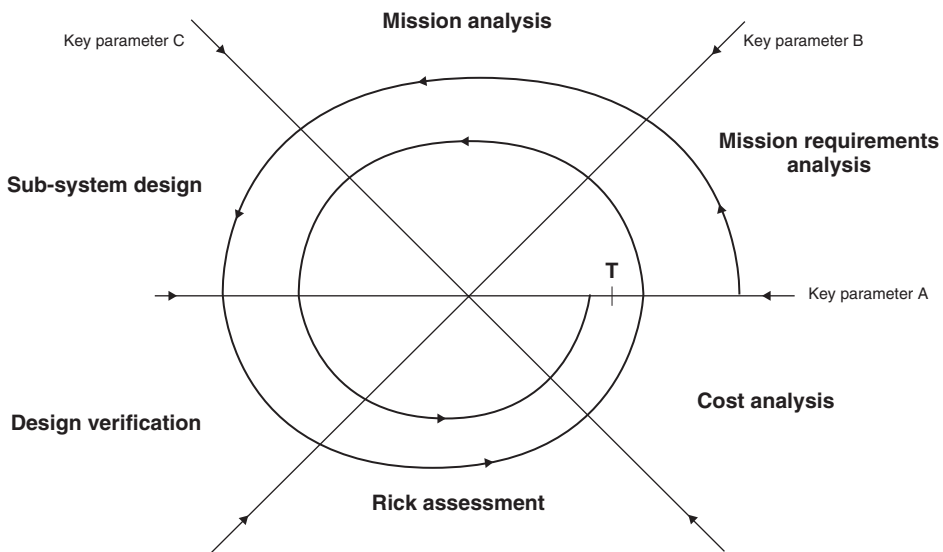 Mission analysis
Key parameter C
Key parameter B
Mission requirements
analysis
Sub-system design
T
Key parameter A
Cost analysis
Design verification
Rick assessment